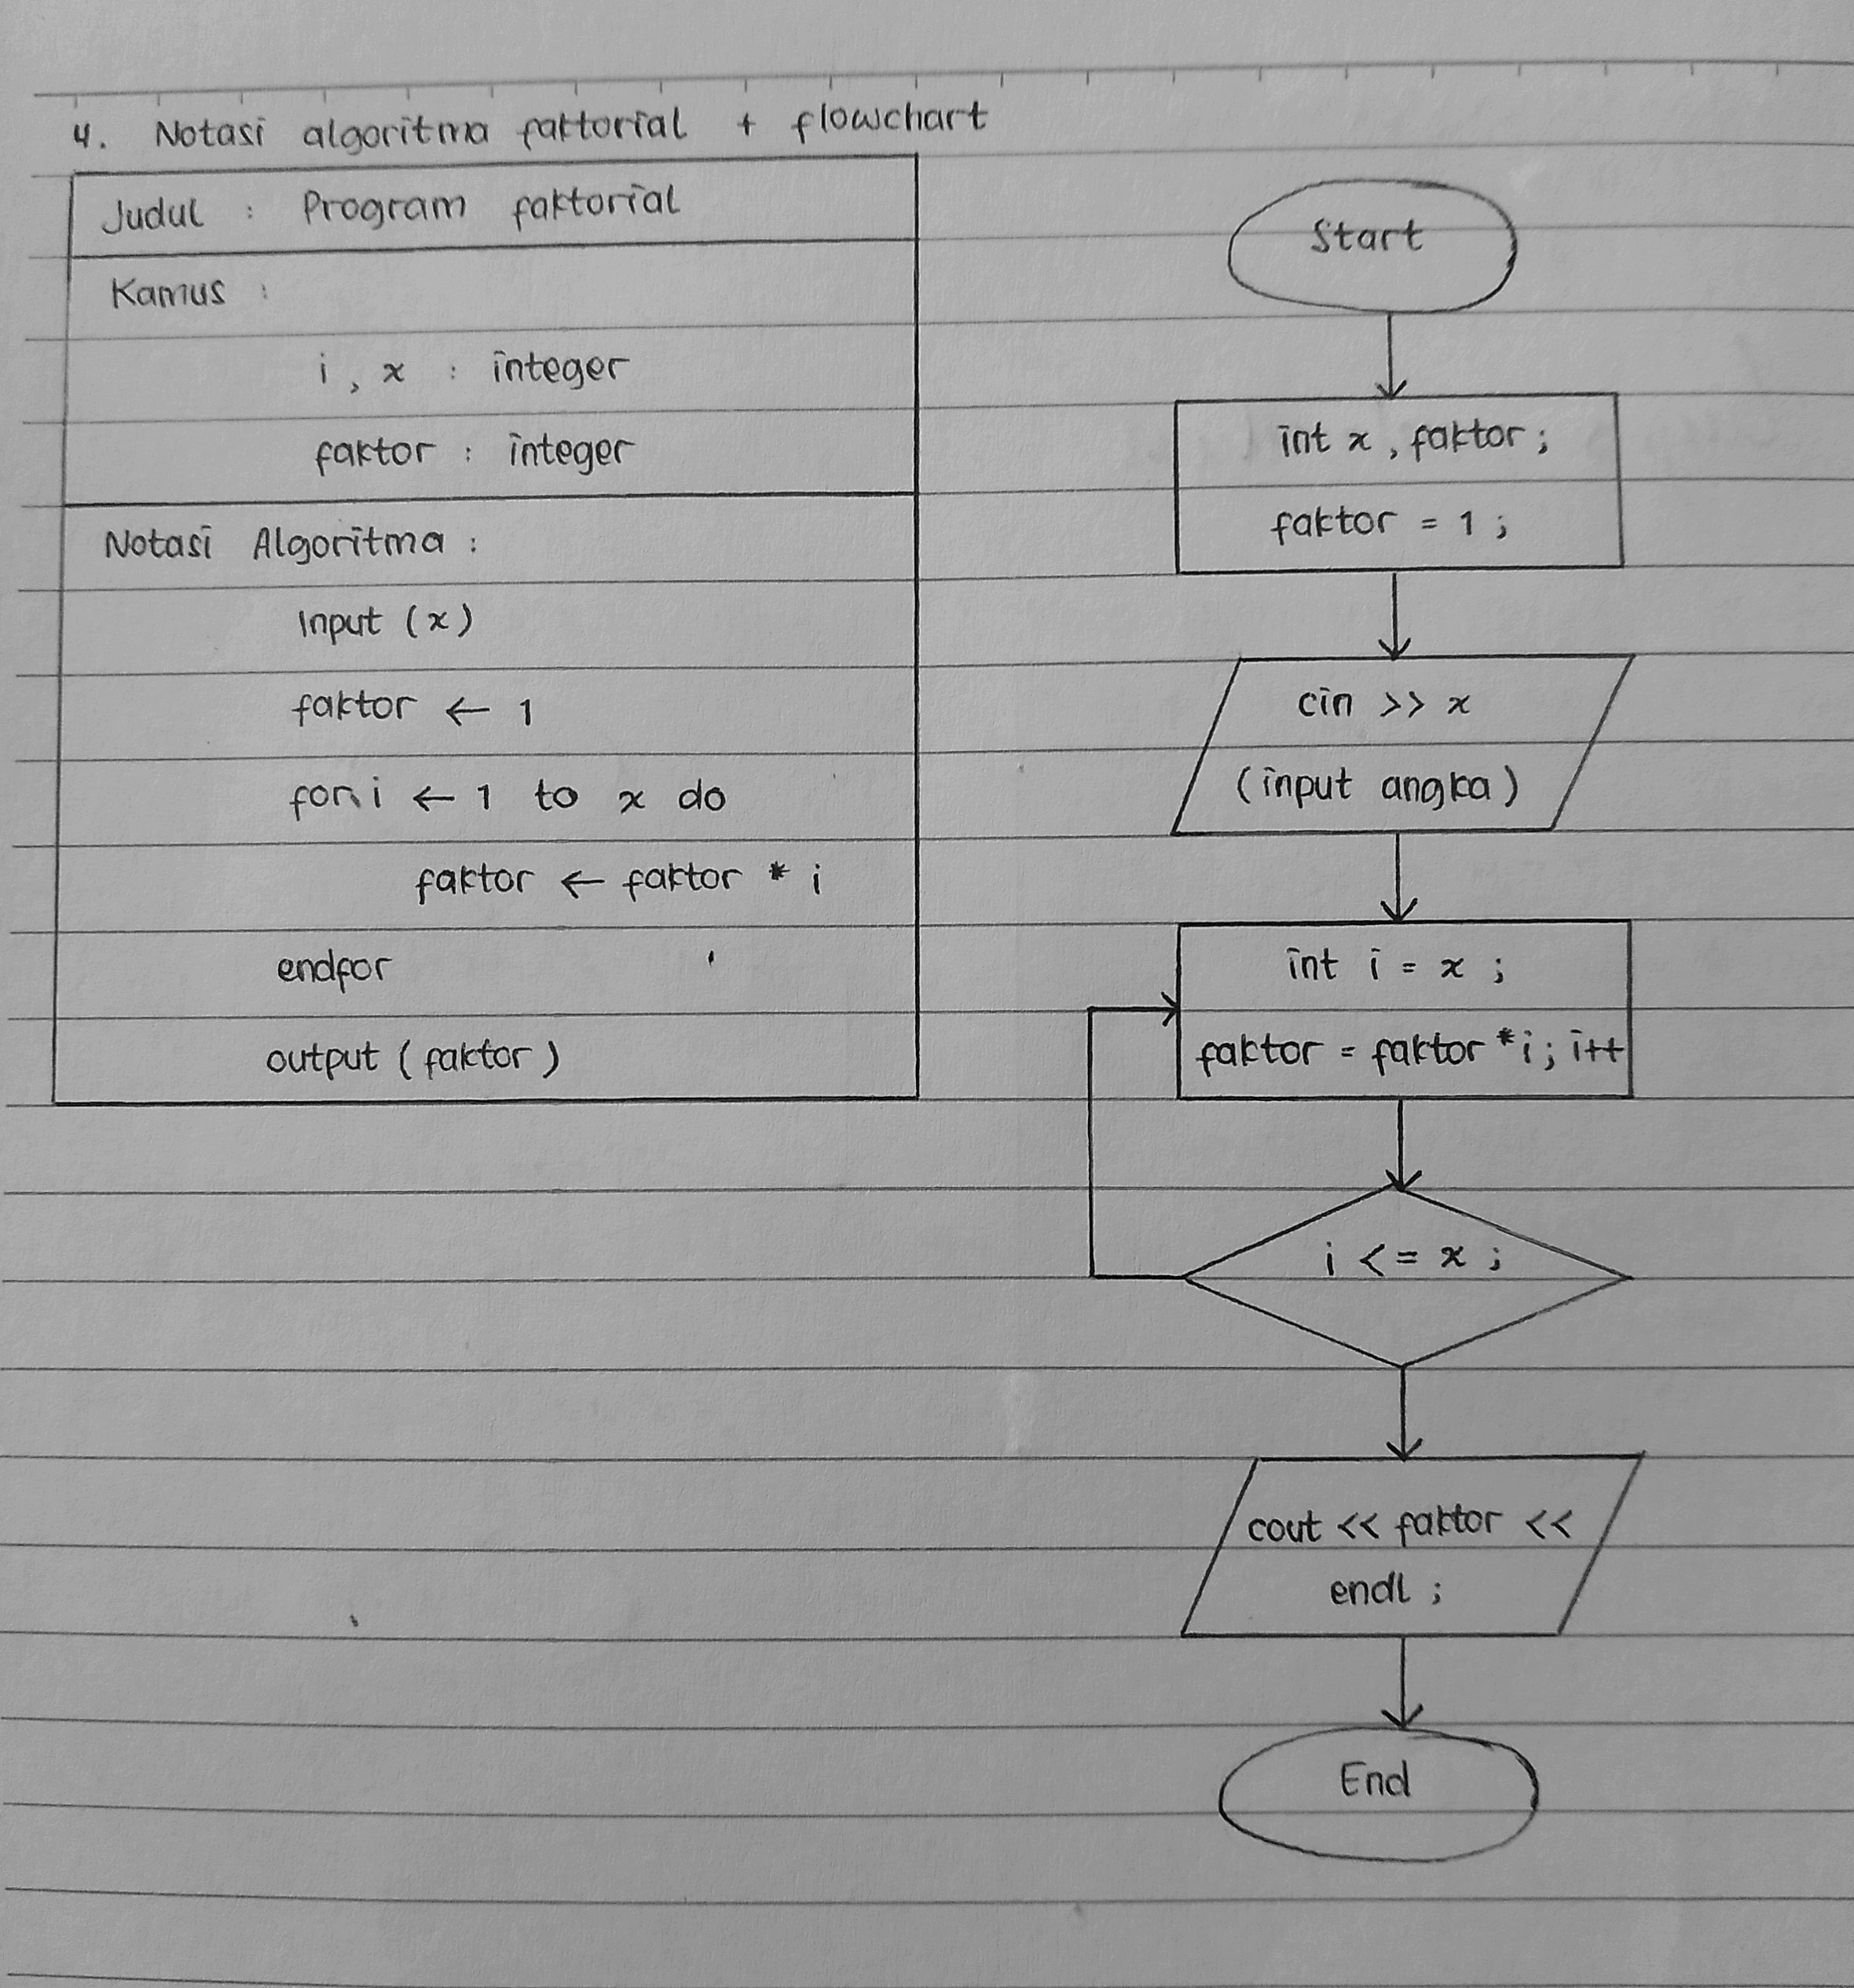 4. Notasi algoritma faktorial + flowchart
Judul : Program faktorial
Kamus :
i , x : integer
faktor : integer
Notasi Algoritma :
Input (x)
faktor ← 1
for i ← 1 to x do
faktor ← faktor * i
endfor
output ( faktor )
Start
int x , faktor ;
faktor = 1 ;
cin >> x
(input angka)
int i = x ;
faktor = faktor * i ; i++
i <= x ;
cout << faktor <<
endl ;
End